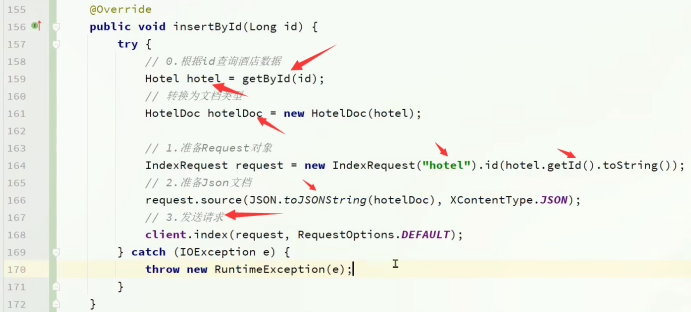 155 @Override
156 public void insertById(Long id) {
157 try {
158 // 0.根据id查询酒店数据
159 Hotel hotel = getById(id);
160 // 转换为文档类型
161 HotelDoc hotelDoc = new HotelDoc(hotel);
162
163 // 1.准备Request对象
164 IndexRequest request = new IndexRequest("hotel").id(hotel.getId().toString());
165 // 2.准备Json文档
166 request.source(JSON.toJSONString(hotelDoc), XContentType.JSON);
167 // 3.发送请求
168 client.index(request, RequestOptions.DEFAULT);
169 } catch (IOException e) {
170 throw new RuntimeException(e);
171 }
172 }